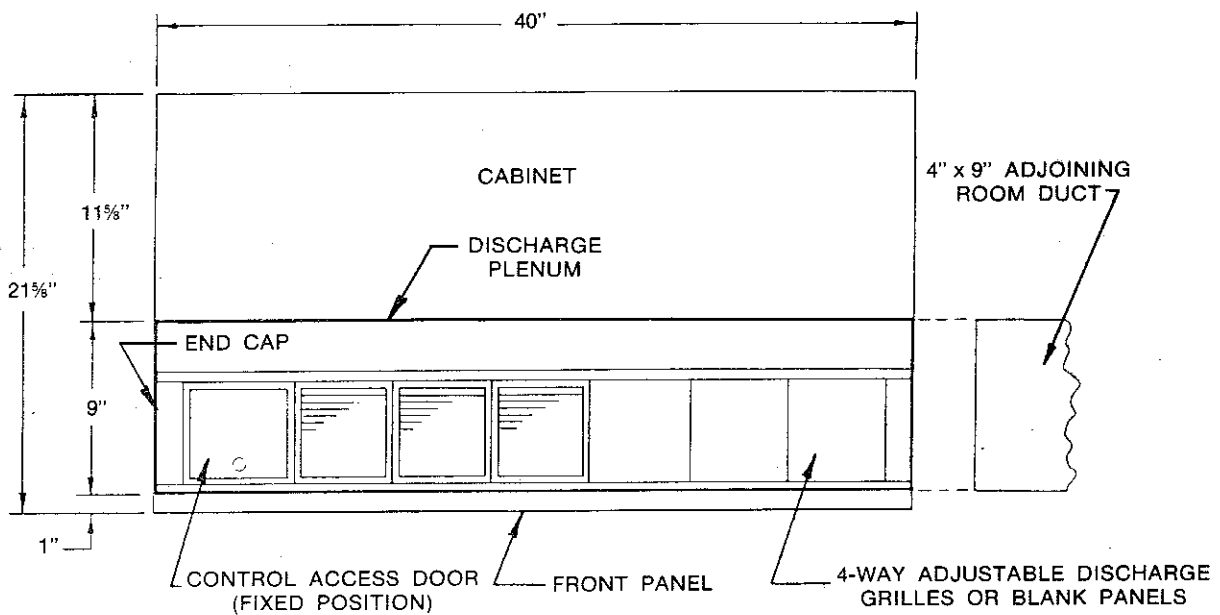 40"
CABINET
4" x 9" ADJOINING
ROOM DUCT
11⅝"
DISCHARGE
PLENUM
21⅝"
END CAP
9"
1"
CONTROL ACCESS DOOR
(FIXED POSITION)
FRONT PANEL
4-WAY ADJUSTABLE DISCHARGE
GRILLES OR BLANK PANELS